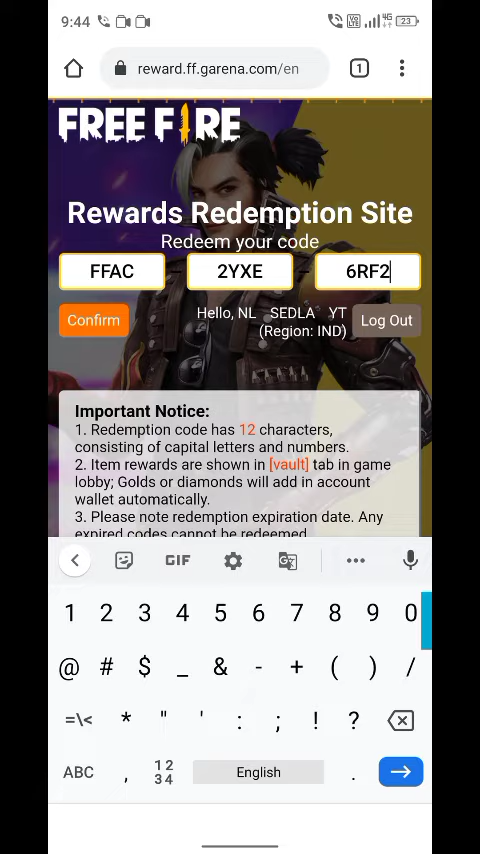 9:44
4G
23
reward.ff.garena.com/en
1
FREE FIRE
Rewards Redemption Site
Redeem your code
FFAC - 2YXE - 6RF2
Confirm
Hello, NL SEDLA YT
(Region: IND)
Log Out
Important Notice:
1. Redemption code has 12 characters,
consisting of capital letters and numbers.
2. Item rewards are shown in [vault] tab in game
lobby; Golds or diamonds will add in account
wallet automatically.
3. Please note redemption expiration date. Any
expired codes cannot be redeemed.
GIF
1 2 3 4 5 6 7 8 9 0
@ # $ _ & - + ( ) /
=\< * " ' : ; ! ?
ABC , 12 34 English .